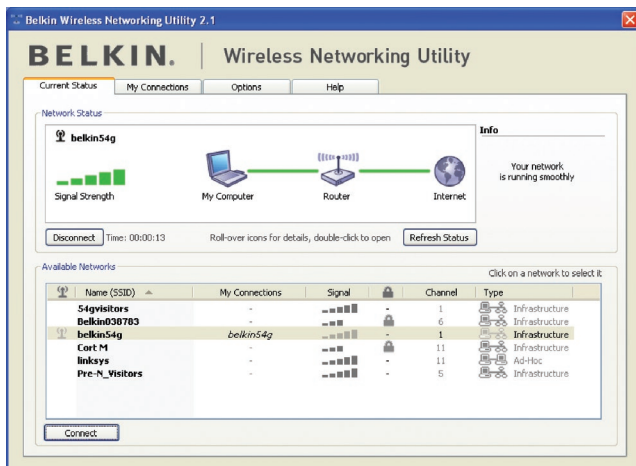 Belkin Wireless Networking Utility 2.1
BELKIN. | Wireless Networking Utility
Current Status My Connections Options Help
Network Status
belkin54g
Signal Strength
My Computer Router Internet
Info
Your network
is running smoothly
Disconnect Time: 00:00:13 Roll-over icons for details, double-click to open Refresh Status
Available Networks
Click on a network to select it
Name (SSID) My Connections Signal Channel Type
54gvisitors - - 1 Infrastructure
Belkin038783 - 6 Infrastructure
belkin54g belkin54g - 1 Infrastructure
Cort M - 11 Infrastructure
linksys - - 11 Ad-Hoc
Pre-N_Visitors - - 5 Infrastructure
Connect